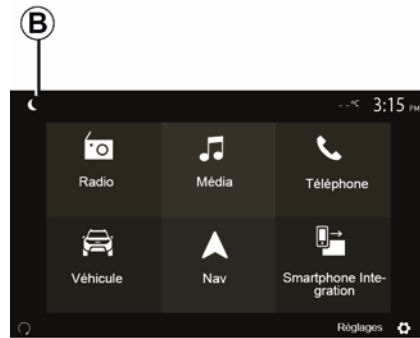 B
--°C 3:15 PM
Radio Média Téléphone
Véhicule Nav Smartphone Inte-
gration
Réglages